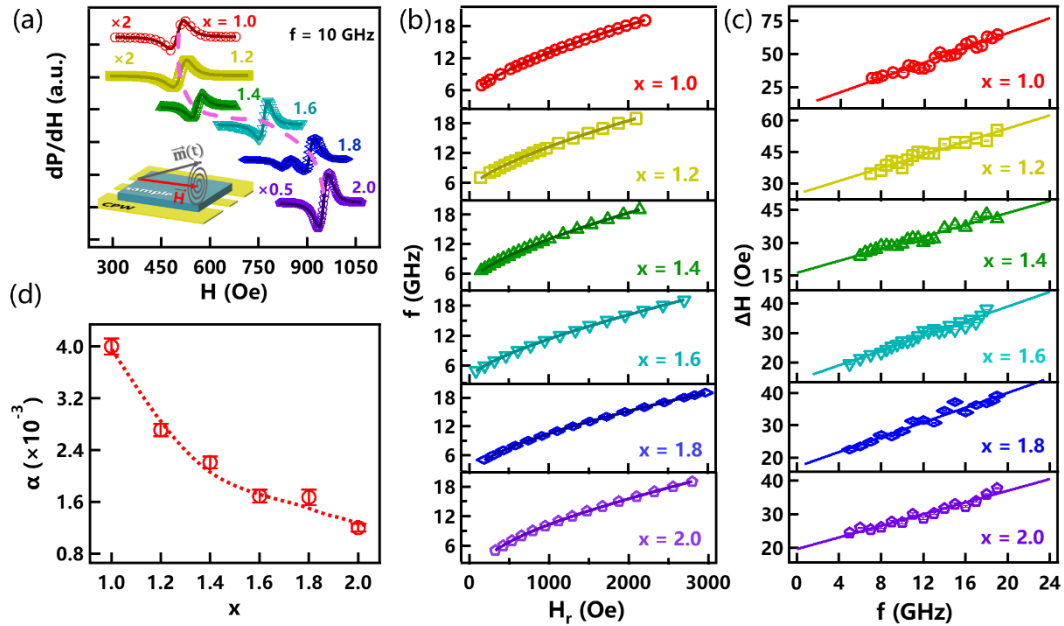 (a)
×2
x = 1.0
f = 10 GHz
×2
1.2
1.4
1.6
1.8
×0.5
2.0
m(t)
H
sample
CPW
dP/dH (a.u.)
300 450 600 750 900 1050
H (Oe)
(b)
18
12
6
x = 1.0
18
12
6
x = 1.2
18
12
6
x = 1.4
18
12
6
x = 1.6
18
12
6
x = 1.8
18
12
6
x = 2.0
f (GHz)
0 1000 2000 3000
Hr (Oe)
(c)
75
50
25
x = 1.0
60
45
30
x = 1.2
45
30
15
x = 1.4
40
30
20
x = 1.6
40
30
20
x = 1.8
40
30
20
x = 2.0
ΔH (Oe)
0 4 8 12 16 20 24
f (GHz)
(d)
4.0
3.2
2.4
1.6
0.8
α (×10⁻³)
1.0 1.2 1.4 1.6 1.8 2.0
x